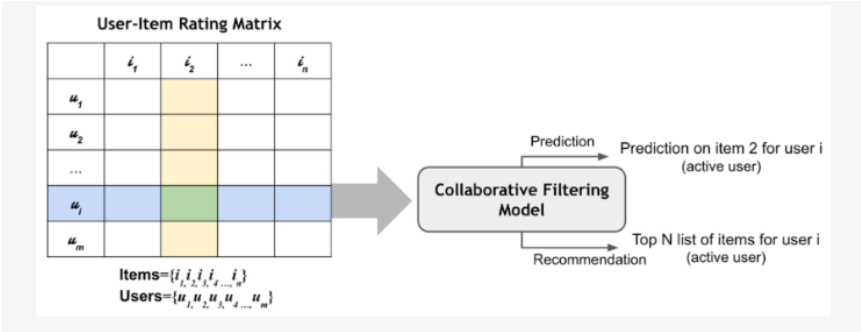 User-Item Rating Matrix
i1 i2 ... in
u1
u2
...
ui
um
Items={i1, i2, i3, i4 ..., in}
Users={u1, u2, u3, u4 ..., um}
Collaborative Filtering
Model
Prediction
Prediction on item 2 for user i
(active user)
Recommendation
Top N list of items for user i
(active user)